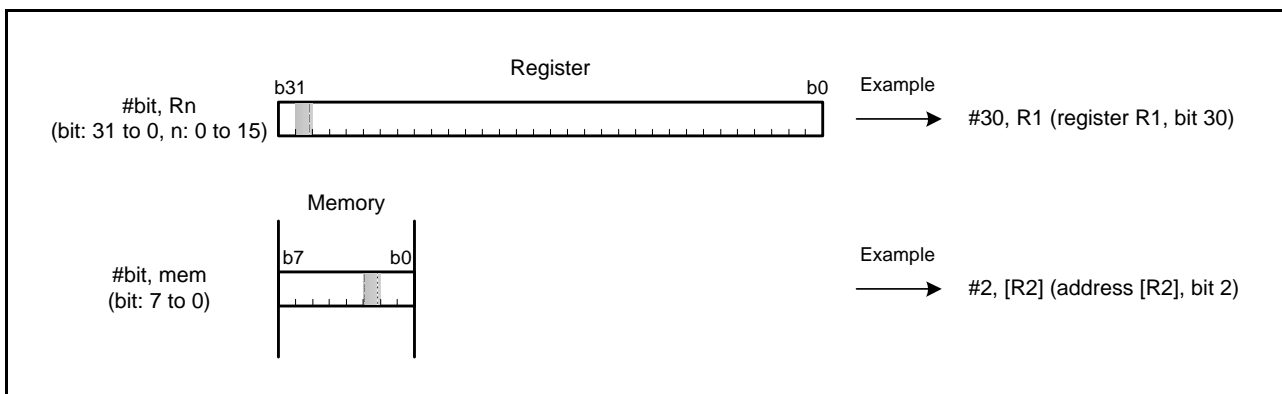 Register
b31
b0
#bit, Rn
(bit: 31 to 0, n: 0 to 15)
Example
#30, R1 (register R1, bit 30)
Memory
b7
b0
#bit, mem
(bit: 7 to 0)
Example
#2, [R2] (address [R2], bit 2)